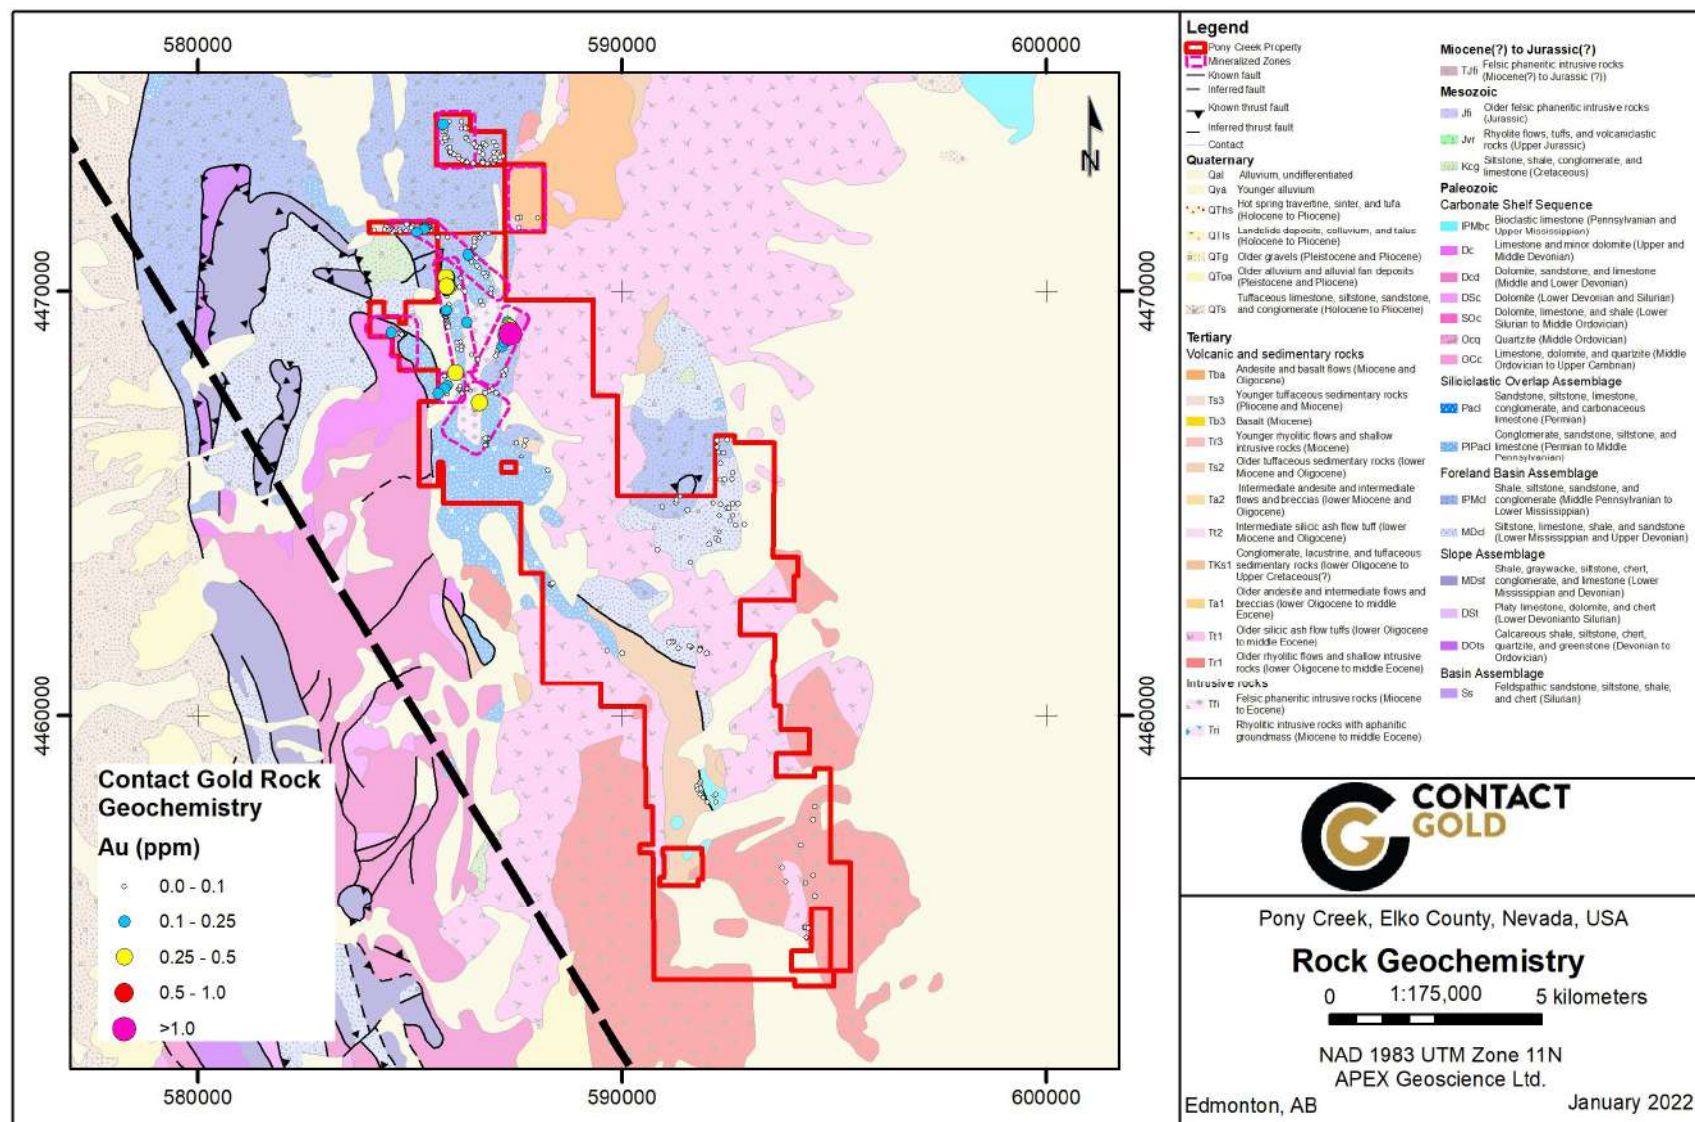 580000
590000
600000
N
4470000
4470000
4460000
4460000
Contact Gold Rock
Geochemistry
Au (ppm)
0.0 - 0.1
0.1 - 0.25
0.25 - 0.5
0.5 - 1.0
>1.0
580000
590000
600000
Legend
Pony Creek Property
Mineralized Zones
Known fault
Inferred fault
Known thrust fault
Inferred thrust fault
Contact
Quaternary
Qal Alluvium, undifferentiated
Qya Younger alluvium
QThs Hot spring travertine, sinter, and tufa
(Holocene to Pliocene)
QTls Landslide deposits, colluvium, and talus
(Holocene to Pliocene)
QTg Older gravels (Pleistocene and Pliocene)
QToa Older alluvium and alluvial fan deposits
(Pleistocene and Pliocene)
QTs Tuffaceous limestone, siltstone, sandstone,
and conglomerate (Holocene to Pliocene)
Tertiary
Volcanic and sedimentary rocks
Tba Andesite and basalt flows (Miocene and
Oligocene)
Ts3 Younger tuffaceous sedimentary rocks
(Pliocene and Miocene)
Tb3 Basalt (Miocene)
Tr3 Younger rhyolitic flows and shallow
intrusive rocks (Miocene)
Ts2 Older tuffaceous sedimentary rocks (lower
Miocene and Oligocene)
Ta2 Intermediate andesite and intermediate
flows and breccias (lower Miocene and
Oligocene)
Tt2 Intermediate silicic ash flow tuff (lower
Miocene and Oligocene)
TKs1 Conglomerate, lacustrine, and tuffaceous
sedimentary rocks (lower Oligocene to
Upper Cretaceous(?)
Ta1 Older andesite and intermediate flows and
breccias (lower Oligocene to middle
Eocene)
Tt1 Older silicic ash flow tuffs (lower Oligocene
to middle Eocene)
Tr1 Older rhyolitic flows and shallow intrusive
rocks (lower Oligocene to middle Eocene)
Intrusive rocks
Tfi Felsic phaneritic intrusive rocks (Miocene
to Eocene)
Tri Rhyolitic intrusive rocks with aphanitic
groundmass (Miocene to middle Eocene)
Miocene(?) to Jurassic(?)
TJfi Felsic phaneritic intrusive rocks
(Miocene(?) to Jurassic (?))
Mesozoic
Jfi Older felsic phaneritic intrusive rocks
(Jurassic)
Jvr Rhyolite flows, tuffs, and volcaniclastic
rocks (Upper Jurassic)
Kcg Siltstone, shale, conglomerate, and
limestone (Cretaceous)
Paleozoic
Carbonate Shelf Sequence
IPMbc Bioclastic limestone (Pennsylvanian and
Upper Mississippian)
Dc Limestone and minor dolomite (Upper and
Middle Devonian)
Dcd Dolomite, sandstone, and limestone
(Middle and Lower Devonian)
DSc Dolomite (Lower Devonian and Silurian)
SOc Dolomite, limestone, and shale (Lower
Silurian to Middle Ordovician)
Ocq Quartzite (Middle Ordovician)
OCc Limestone, dolomite, and quartzite (Middle
Ordovician to Upper Cambrian)
Siliciclastic Overlap Assemblage
Pacl Sandstone, siltstone, limestone,
conglomerate, and carbonaceous
limestone (Permian)
PIPacl Conglomerate, sandstone, siltstone, and
limestone (Permian to Middle
Pennsylvanian)
Foreland Basin Assemblage
IPMcl Shale, siltstone, sandstone, and
conglomerate (Middle Pennsylvanian to
Lower Mississippian)
MDcl Siltstone, limestone, shale, and sandstone
(Lower Mississippian and Upper Devonian)
Slope Assemblage
MDst Shale, graywacke, siltstone, chert,
conglomerate, and limestone (Lower
Mississippian and Devonian)
DSt Platy limestone, dolomite, and chert
(Lower Devonianto Silurian)
DOts Calcareous shale, siltstone, chert,
quartzite, and greenstone (Devonian to
Ordovician)
Basin Assemblage
Ss Feldspathic sandstone, siltstone, shale,
and chert (Silurian)
CONTACT
GOLD
Pony Creek, Elko County, Nevada, USA
Rock Geochemistry
0 1:175,000 5 kilometers
NAD 1983 UTM Zone 11N
APEX Geoscience Ltd.
Edmonton, AB January 2022